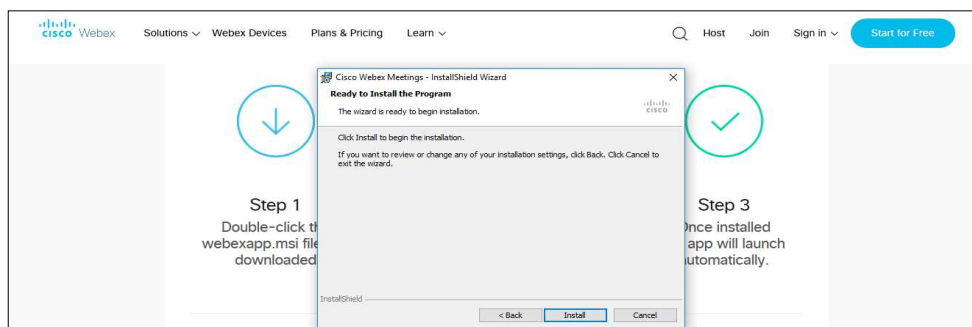 cisco Webex Solutions Webex Devices Plans & Pricing Learn Host Join Sign in Start for Free
Cisco Webex Meetings - InstallShield Wizard
Ready to Install the Program
The wizard is ready to begin installation.
cisco
Click Install to begin the installation.
If you want to review or change any of your installation settings, click Back. Click Cancel to
exit the wizard.
Step 1
Double-click th
webexapp.msi file
downloaded
Step 3
Once installed
app will launch
automatically.
InstallShield
< Back Install Cancel